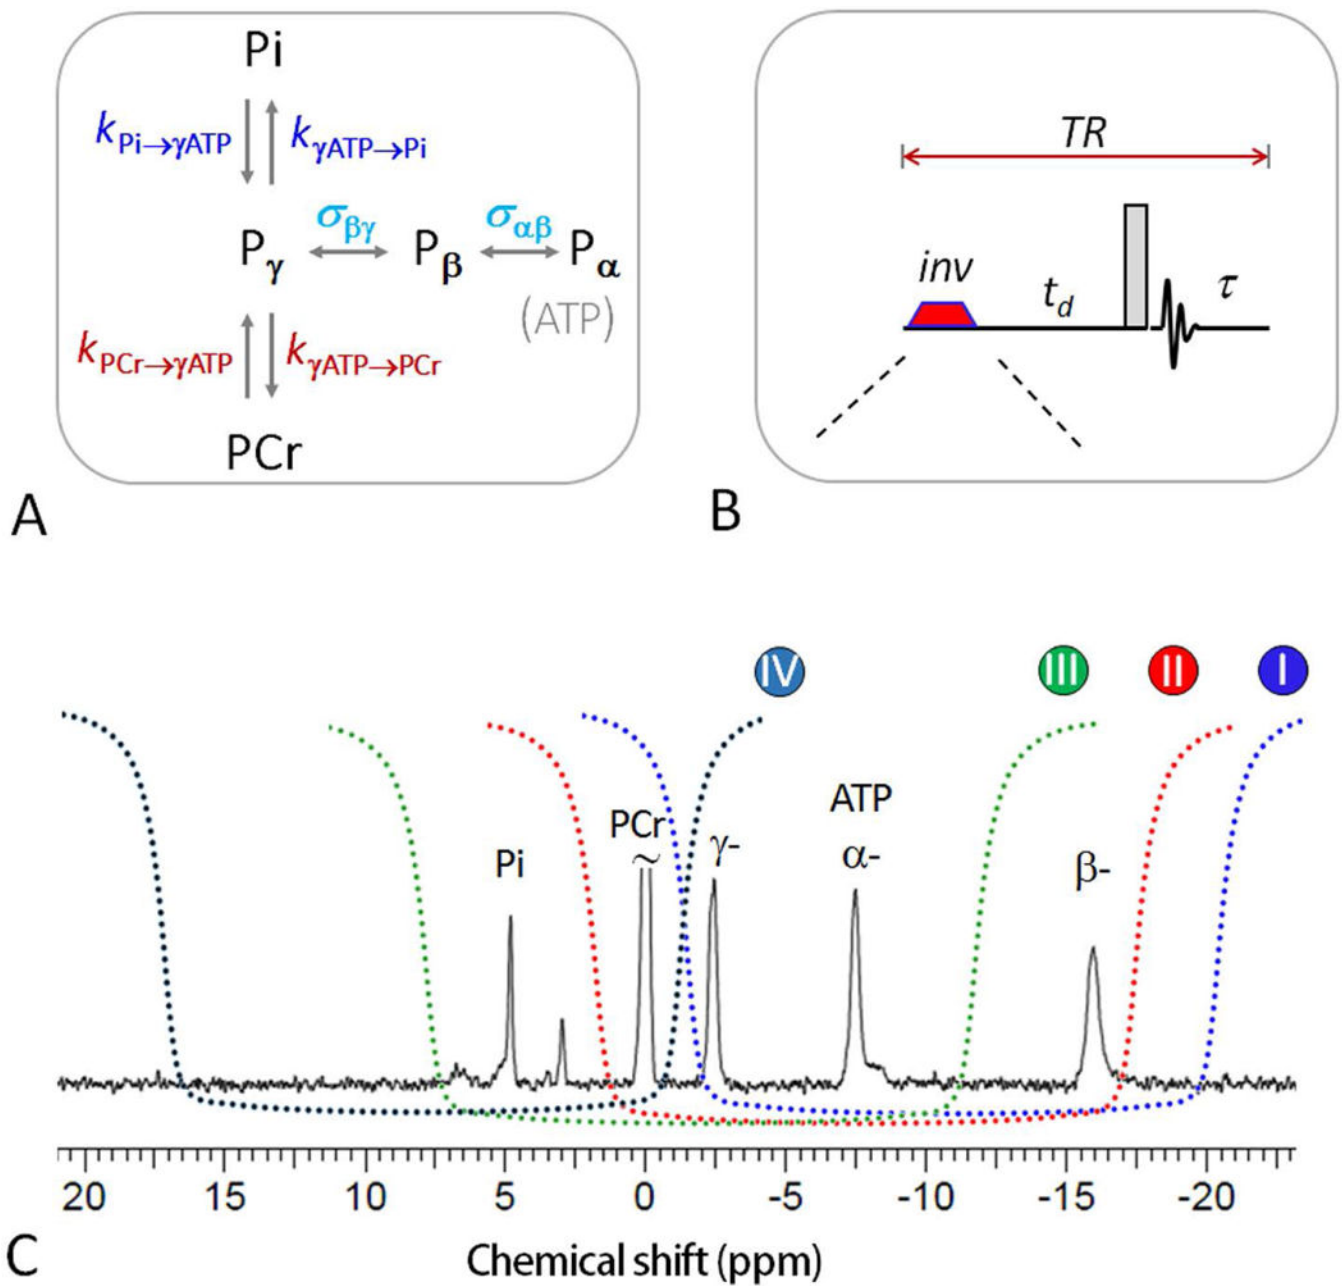 Pi
kPi→γATP kγATP→Pi
σβγ σαβ
Pγ Pβ Pα
(ATP)
kPCr→γATP kγATP→PCr
PCr
A
TR
inv
td τ
B
IV III II I
ATP
PCr
~ γ- α-
Pi β-
20 15 10 5 0 -5 -10 -15 -20
C
Chemical shift (ppm)